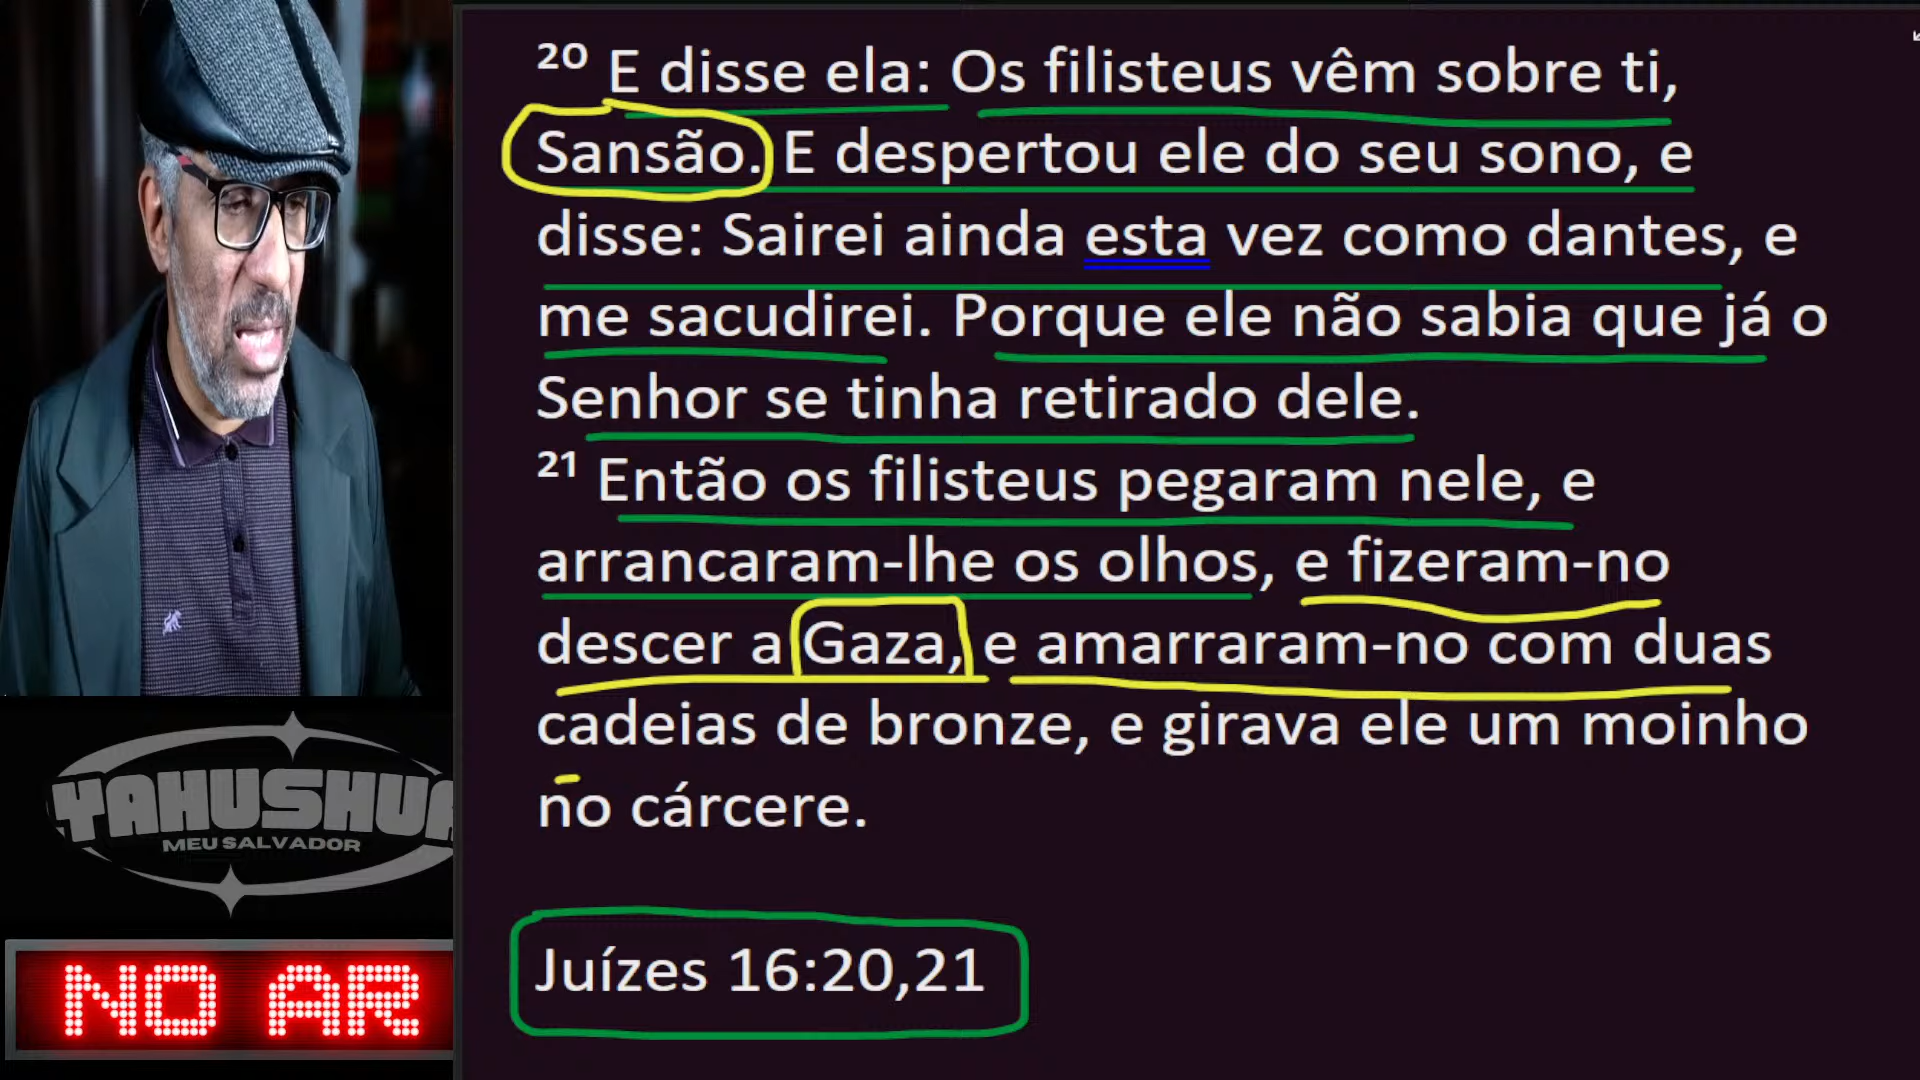 20 E disse ela: Os filisteus vêm sobre ti,
Sansão. E despertou ele do seu sono, e
disse: Sairei ainda esta vez como dantes, e
me sacudirei. Porque ele não sabia que já o
Senhor se tinha retirado dele.
21 Então os filisteus pegaram nele, e
arrancaram-lhe os olhos, e fizeram-no
descer a Gaza, e amarraram-no com duas
cadeias de bronze, e girava ele um moinho
no cárcere.
Juízes 16:20,21
YAHUSHUA
MEU SALVADOR
NO AR